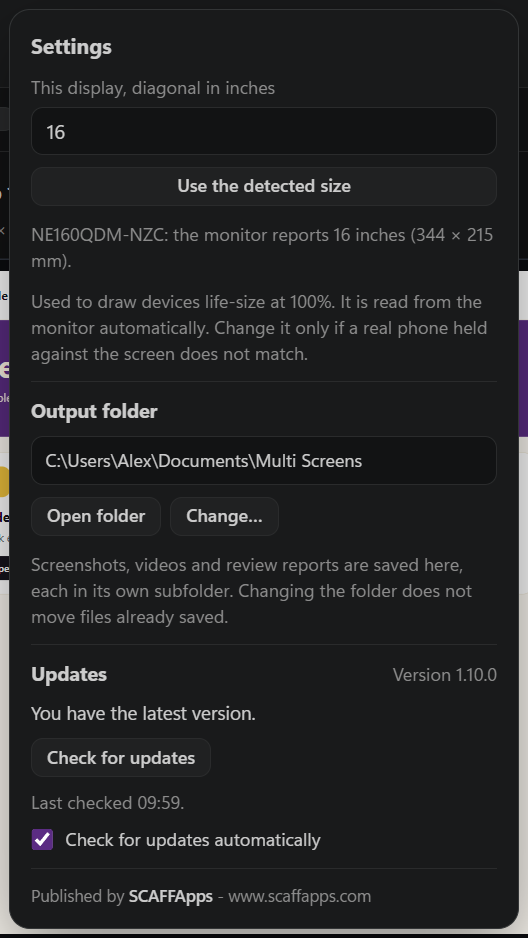 Settings
This display, diagonal in inches
16
Use the detected size
NE160QDM-NZC: the monitor reports 16 inches (344 × 215
mm).
Used to draw devices life-size at 100%. It is read from the
monitor automatically. Change it only if a real phone held
against the screen does not match.
Output folder
C:\Users\Alex\Documents\Multi Screens
Open folder
Change...
Screenshots, videos and review reports are saved here,
each in its own subfolder. Changing the folder does not
move files already saved.
Updates
Version 1.10.0
You have the latest version.
Check for updates
Last checked 09:59.
Check for updates automatically
Published by SCAFFApps - www.scaffapps.com